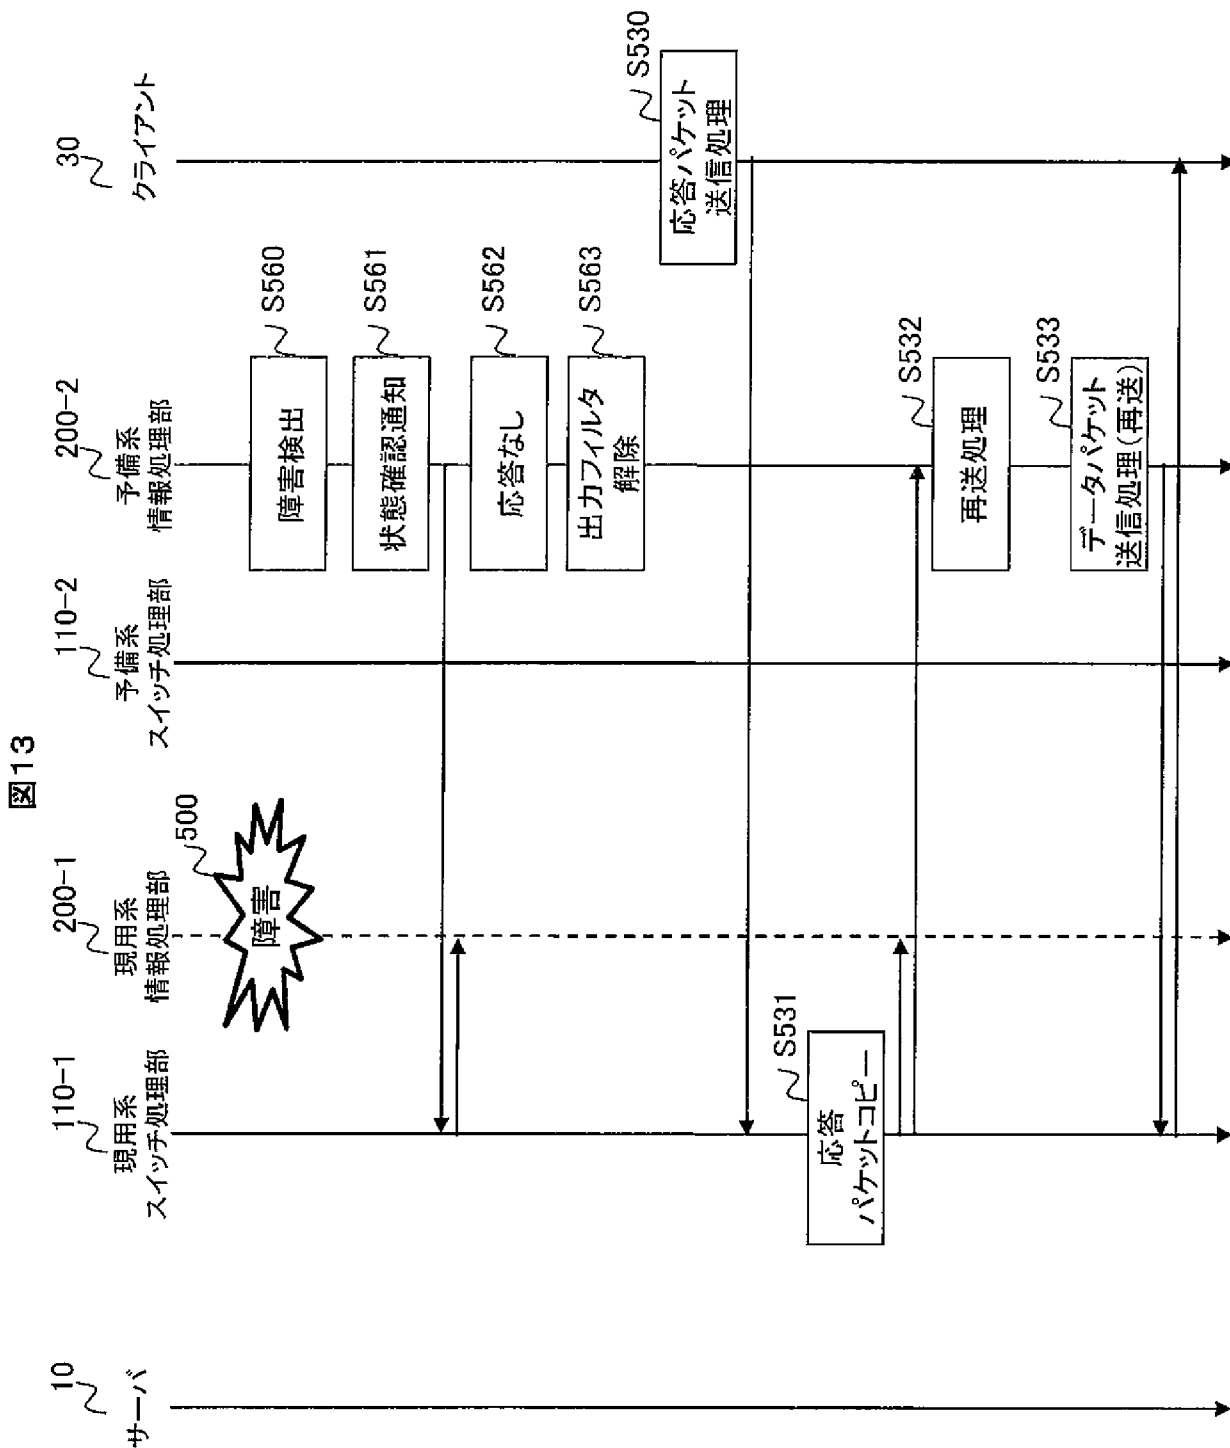 図13
10
サーバ
110-1
現用系
スイッチ処理部
200-1
現用系
情報処理部
110-2
予備系
スイッチ処理部
200-2
予備系
情報処理部
30
クライアント
500
障害
S560
障害検出
S561
状態確認通知
S562
応答なし
S563
出力フィルタ
解除
S530
応答パケット
送信処理
S531
応答
パケットコピー
S532
再送処理
S533
データパケット
送信処理(再送)